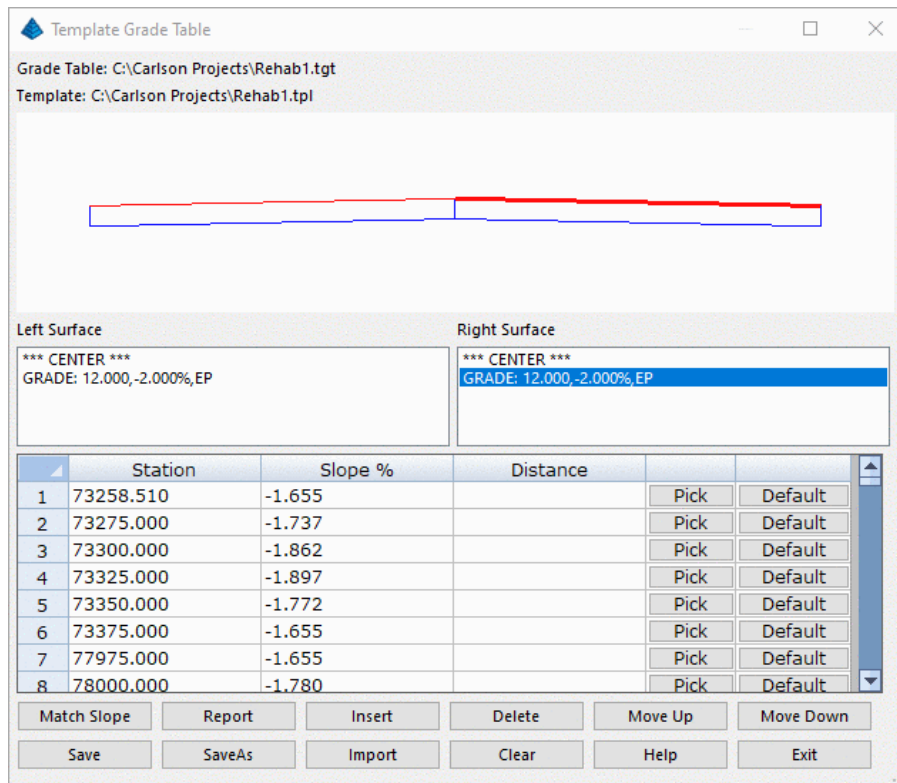 Template Grade Table
Grade Table: C:\Carlson Projects\Rehab1.tgt
Template: C:\Carlson Projects\Rehab1.tpl
Left Surface
*** CENTER ***
GRADE: 12.000,-2.000%,EP
Right Surface
*** CENTER ***
GRADE: 12.000,-2.000%,EP
Station Slope % Distance
1 73258.510 -1.655 Pick Default
2 73275.000 -1.737 Pick Default
3 73300.000 -1.862 Pick Default
4 73325.000 -1.897 Pick Default
5 73350.000 -1.772 Pick Default
6 73375.000 -1.655 Pick Default
7 77975.000 -1.655 Pick Default
8 78000.000 -1.780 Pick Default
Match Slope Report Insert Delete Move Up Move Down
Save SaveAs Import Clear Help Exit